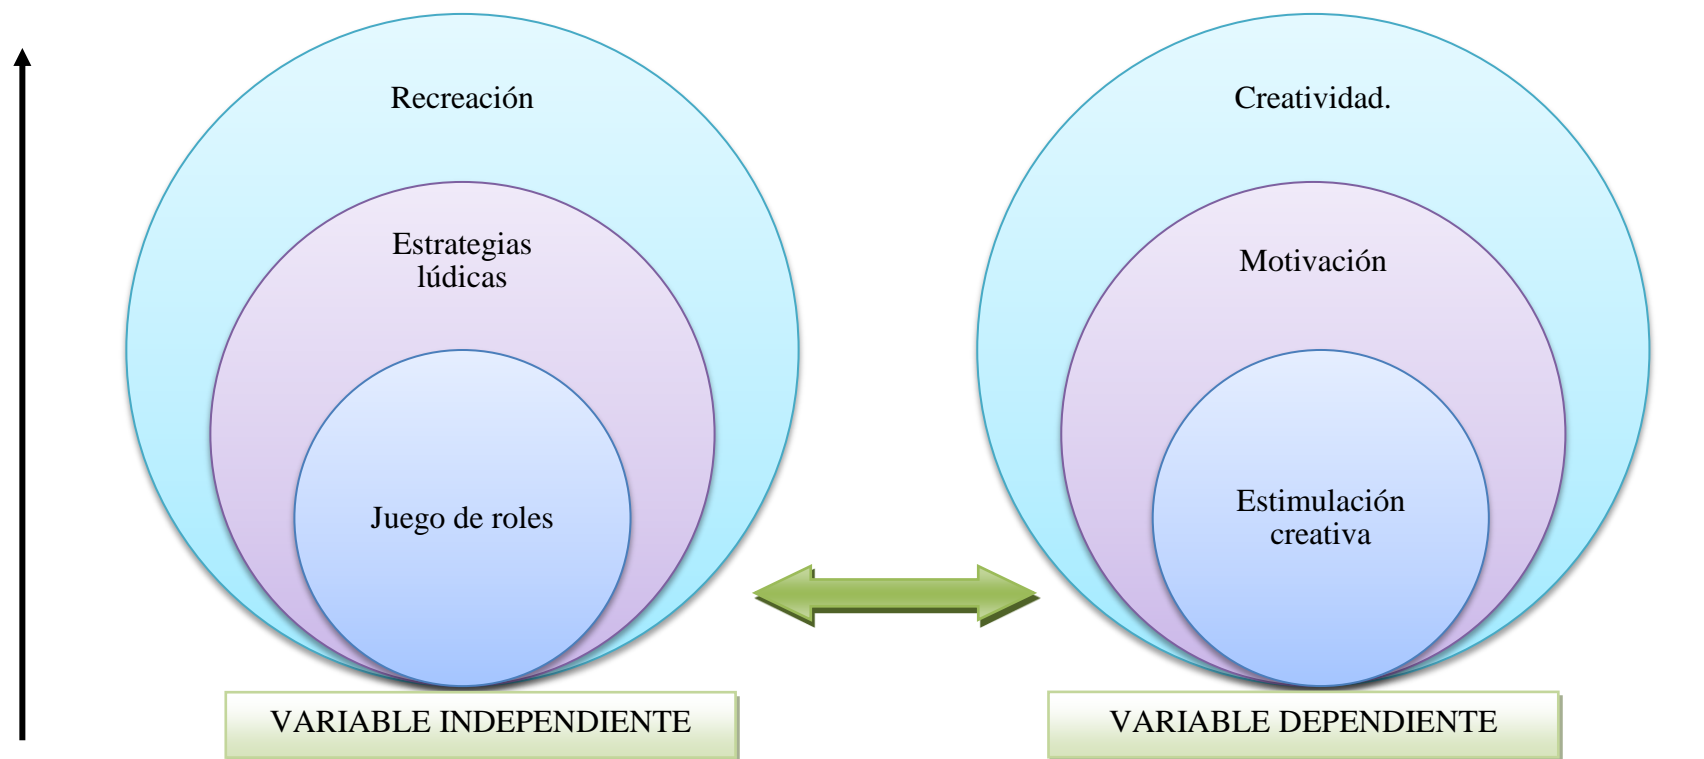 Recreación
Estrategias
lúdicas
Juego de roles
VARIABLE INDEPENDIENTE
Creatividad.
Motivación
Estimulación
creativa
VARIABLE DEPENDIENTE